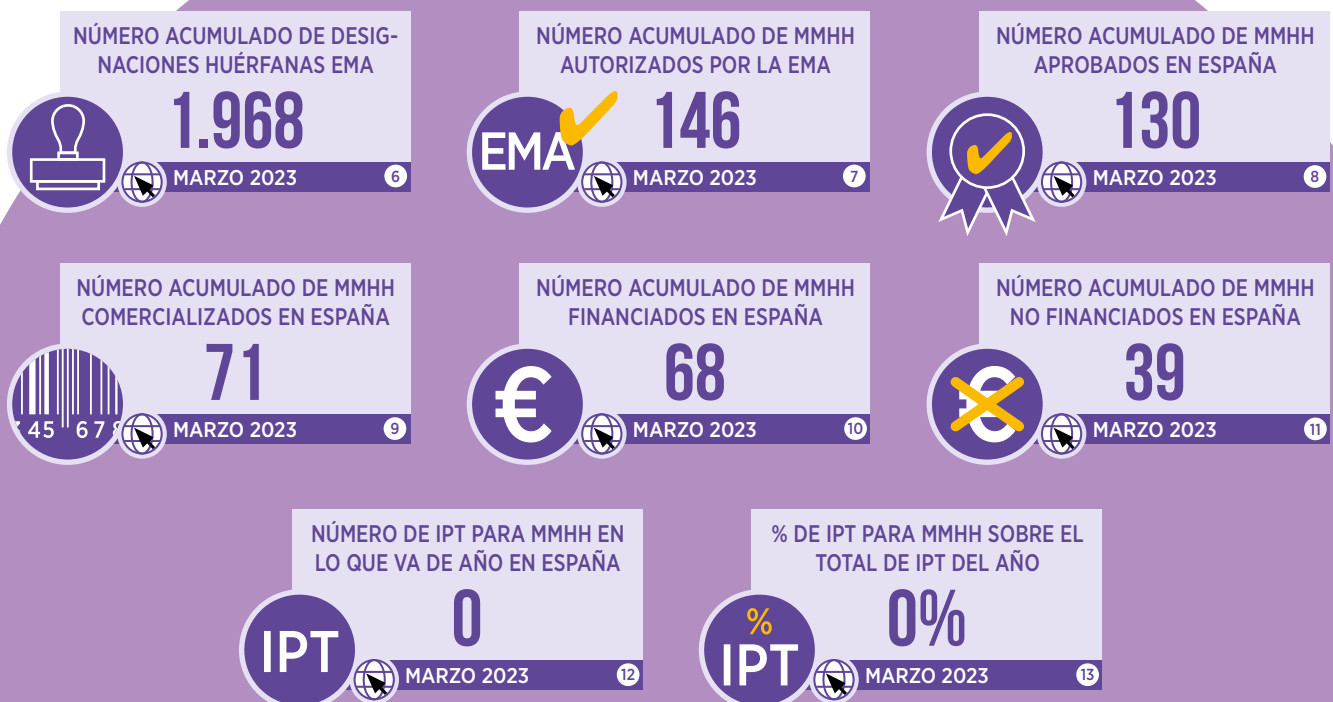 NÚMERO ACUMULADO DE DESIG-
NACIONES HUÉRFANAS EMA
1.968
MARZO 2023
6
NÚMERO ACUMULADO DE MMHH
AUTORIZADOS POR LA EMA
146
EMA
MARZO 2023
7
NÚMERO ACUMULADO DE MMHH
APROBADOS EN ESPAÑA
130
MARZO 2023
8
NÚMERO ACUMULADO DE MMHH
COMERCIALIZADOS EN ESPAÑA
71
45 678
MARZO 2023
9
NÚMERO ACUMULADO DE MMHH
FINANCIADOS EN ESPAÑA
68
€
MARZO 2023
10
NÚMERO ACUMULADO DE MMHH
NO FINANCIADOS EN ESPAÑA
39
€
MARZO 2023
11
NÚMERO DE IPT PARA MMHH EN
LO QUE VA DE AÑO EN ESPAÑA
0
IPT
MARZO 2023
12
% DE IPT PARA MMHH SOBRE EL
TOTAL DE IPT DEL AÑO
0%
%
IPT
MARZO 2023
13